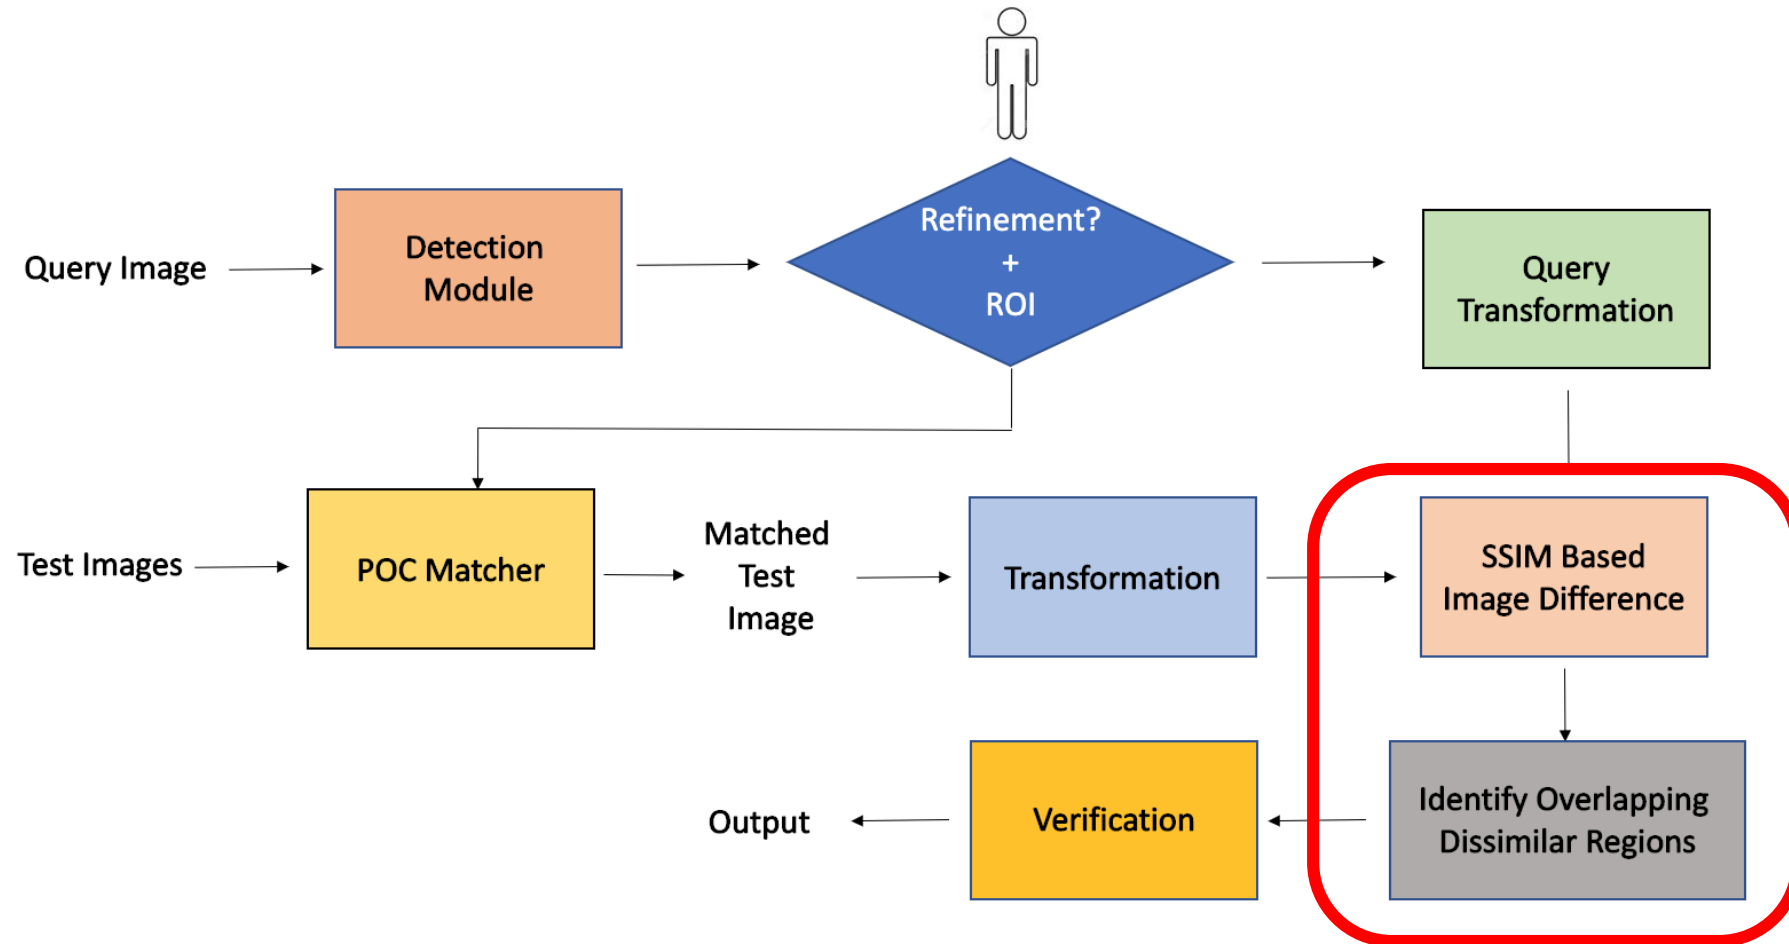 Query Image
Detection
Module
Refinement?
+
ROI
Query
Transformation
Test Images
POC Matcher
Matched
Test
Image
Transformation
SSIM Based
Image Difference
Output
Verification
Identify Overlapping
Dissimilar Regions